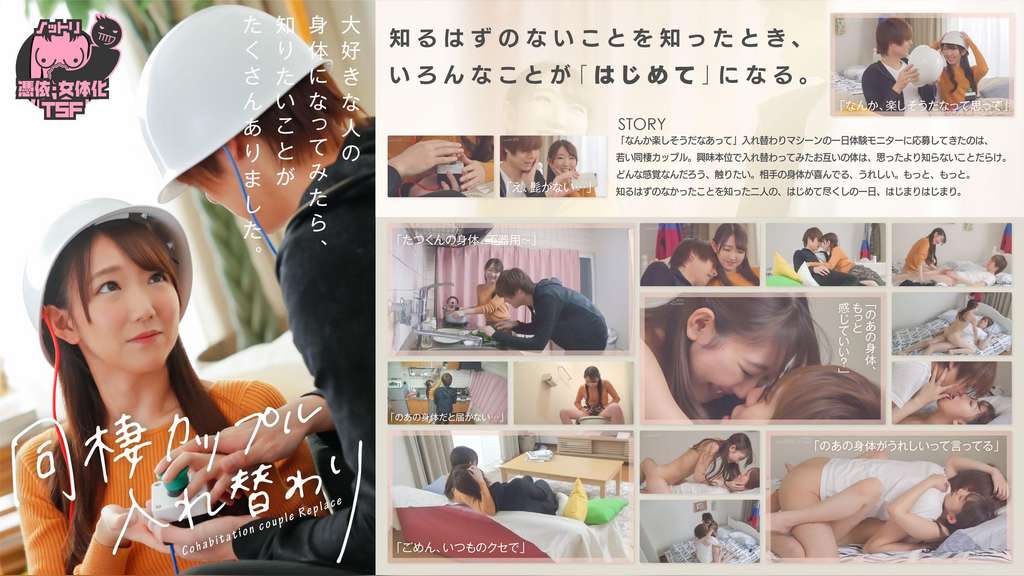 ノットリ
憑依・女体化
TSF
大好きな人の
身体になってみたら、
知りたいことが
たくさんありました。
同棲カップル
入れ替わり
Cohabitation couple Replace
知るはずのないことを知ったとき、
いろんなことが「はじめて」になる。
「なんか、楽しそうだなって思って」
「え、髭がない…」
STORY
「なんか楽しそうだなあって」入れ替わりマシーンの一日体験モニターに応募してきたのは、
若い同棲カップル。興味本位で入れ替わってみたお互いの体は、思ったより知らないことだらけ。
どんな感覚なんだろう、触りたい。相手の身体が喜んでる、うれしい。もっと、もっと。
知るはずのなかったことを知った二人の、はじめて尽くしの一日、はじまりはじまり。
「たつくんの身体、不器用～」
「のあの身体だと届かない…」
「のあの身体、
もっと
感じていい？」
「ごめん、いつものクセで」
「のあの身体がうれしいって言ってる」